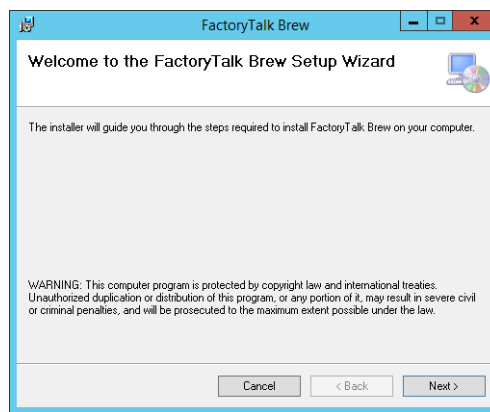 FactoryTalk Brew
Welcome to the FactoryTalk Brew Setup Wizard
The installer will guide you through the steps required to install FactoryTalk Brew on your computer.
WARNING: This computer program is protected by copyright law and international treaties.
Unauthorized duplication or distribution of this program, or any portion of it, may result in severe civil
or criminal penalties, and will be prosecuted to the maximum extent possible under the law.
Cancel
< Back
Next >